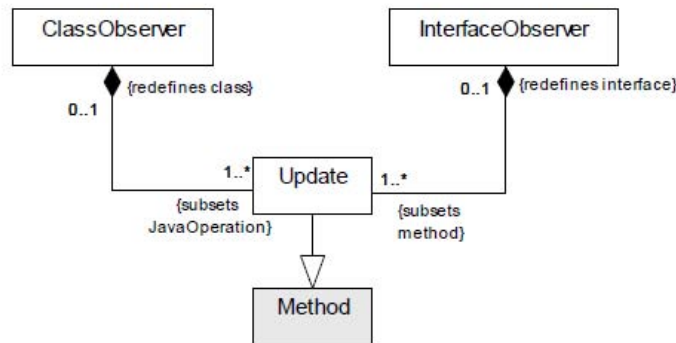 ClassObserver
InterfaceObserver
{redefines class}
{redefines interface}
0..1
0..1
1..*
Update
1..*
{subsets
JavaOperation}
{subsets
method}
Method